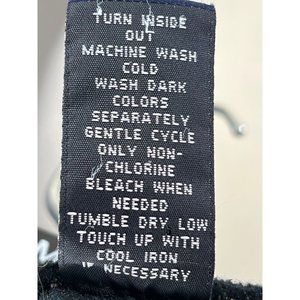 TURN INSIDE
OUT
MACHINE WASH
COLD
WASH DARK
COLORS
SEPARATELY
GENTLE CYCLE
ONLY NON-
CHLORINE
BLEACH WHEN
NEEDED
TUMBLE DRY LOW
TOUCH UP WITH
COOL IRON
IF NECESSARY